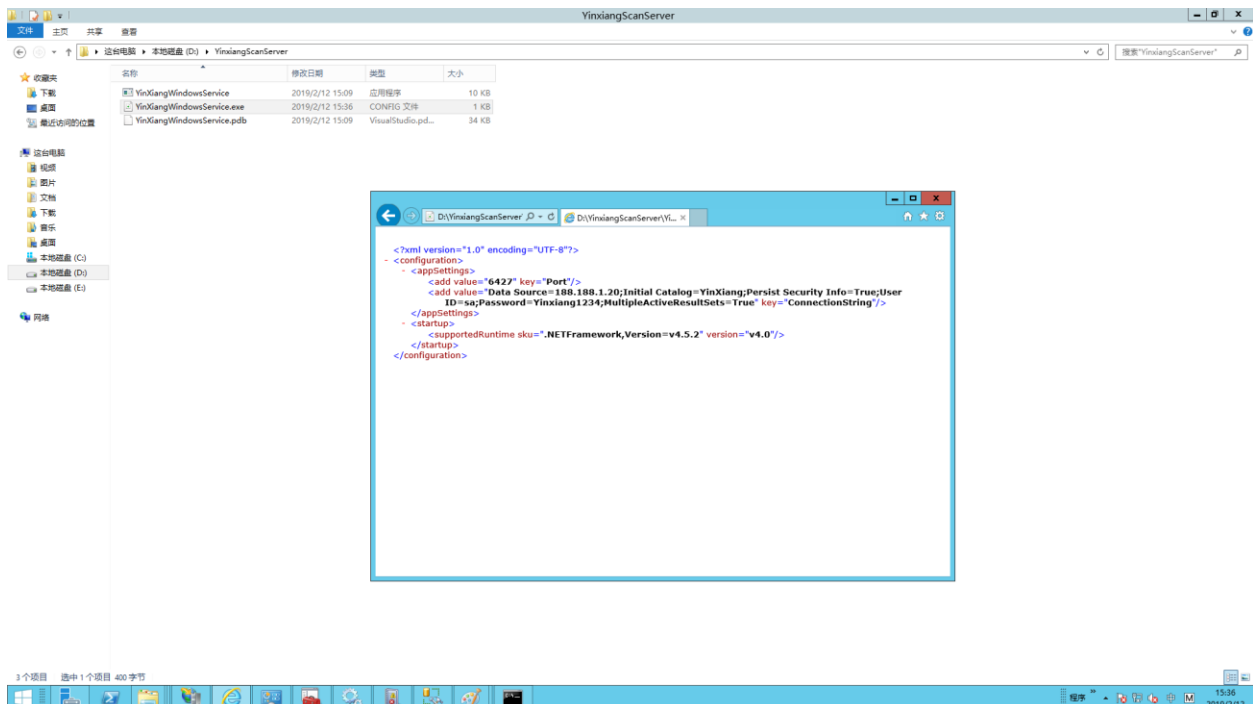 YinxiangScanServer
文件 主页 共享 查看
这台电脑 本地磁盘 (D:) YinxiangScanServer
搜索"YinxiangScanServer"
名称 修改日期 类型 大小
YinXiangWindowsService 2019/2/12 15:09 应用程序 10 KB
YinXiangWindowsService.exe 2019/2/12 15:36 CONFIG 文件 1 KB
YinXiangWindowsService.pdb 2019/2/12 15:09 VisualStudio.pd... 34 KB
收藏夹
下载
桌面
最近访问的位置
这台电脑
视频
图片
文档
下载
音乐
桌面
本地磁盘 (C:)
本地磁盘 (D:)
本地磁盘 (E:)
网络
D:\YinxiangScanServer\ D:\YinxiangScanServer\Yi...
<?xml version="1.0" encoding="UTF-8"?>
- <configuration>
- <appSettings>
<add value="6427" key="Port"/>
<add value="Data Source=188.188.1.20;Initial Catalog=YinXiang;Persist Security Info=True;User
ID=sa;Password=Yinxiang1234;MultipleActiveResultSets=True" key="ConnectionString"/>
</appSettings>
- <startup>
<supportedRuntime sku=".NETFramework,Version=v4.5.2" version="v4.0"/>
</startup>
</configuration>
3 个项目 选中 1 个项目 400 字节
程序 » 中 M 15:36
2019/2/12